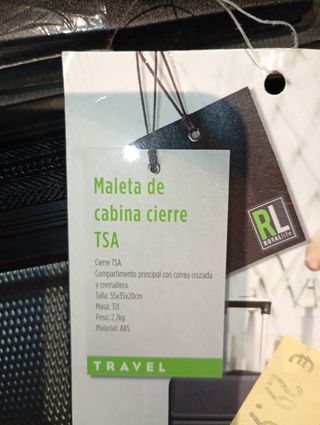 Maleta de
cabina cierre
TSA
Cierre TSA
Compartimento principal con correa cruzada
y cremallera.
Talla: 55x35x20cm
Masa: 32l
Peso: 2,7kg
Material: ABS
TRAVEL
RL
ROYALlife